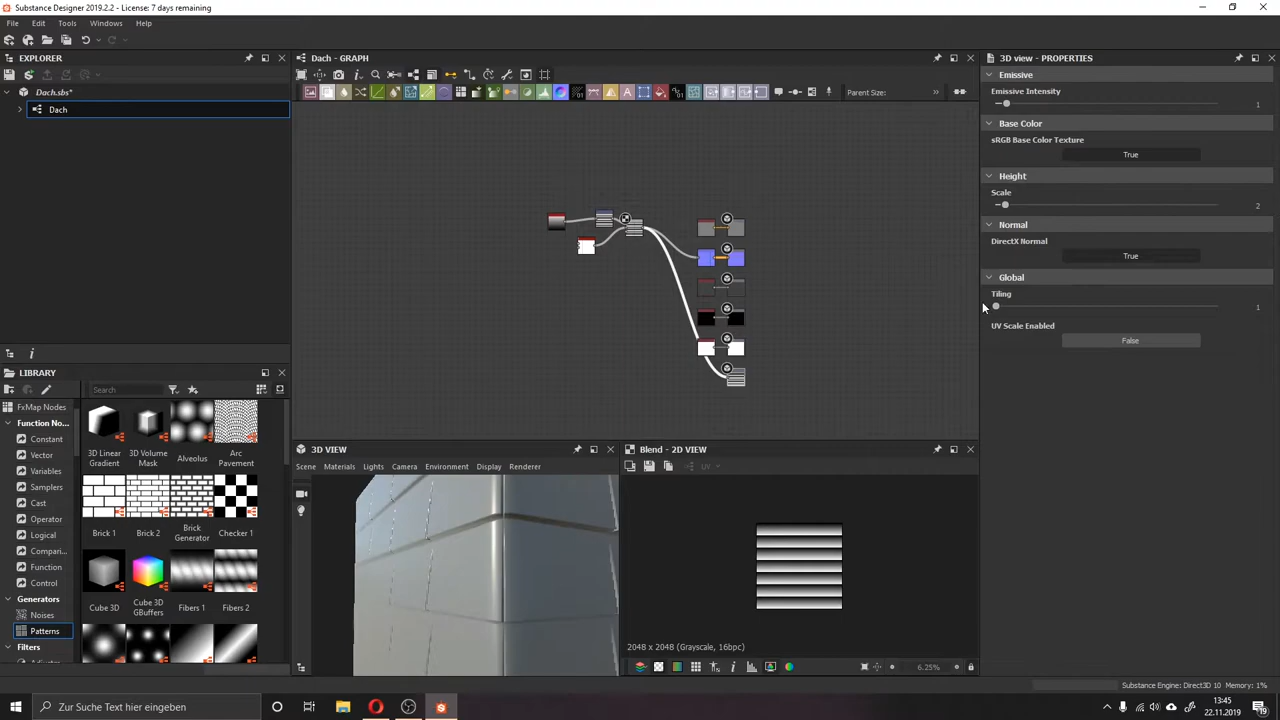 Substance Designer 2019.2.2 - License: 7 days remaining
File Edit Tools Windows Help
EXPLORER
Dach.sbs*
Dach
Dach - GRAPH
Parent Size:
3D view - PROPERTIES
Emissive
Emissive Intensity
1
Base Color
sRGB Base Color Texture
True
Height
Scale
2
Normal
DirectX Normal
True
Global
Tiling
1
UV Scale Enabled
False
LIBRARY
Search
FxMap Nodes
Function No...
Constant
Vector
Variables
Samplers
Cast
Operator
Logical
Compari...
Function
Control
Generators
Noises
Patterns
Filters
3D Linear Gradient
3D Volume Mask
Alveolus
Arc Pavement
Brick 1
Brick 2
Brick Generator
Checker 1
Cube 3D
Cube 3D GBuffers
Fibers 1
Fibers 2
3D VIEW
Scene Materials Lights Camera Environment Display Renderer
Blend - 2D VIEW
UV
2048 x 2048 (Grayscale, 16bpc)
6.25%
Substance Engine: Direct3D 10 Memory: 1%
Zur Suche Text hier eingeben
13:45
22.11.2019